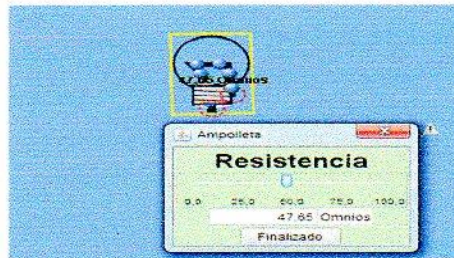 47.65 Omnios
Ampolleta
Resistencia
0,0 25,0 50,0 75,0 100,0
47.65 Omnios
Finalizado